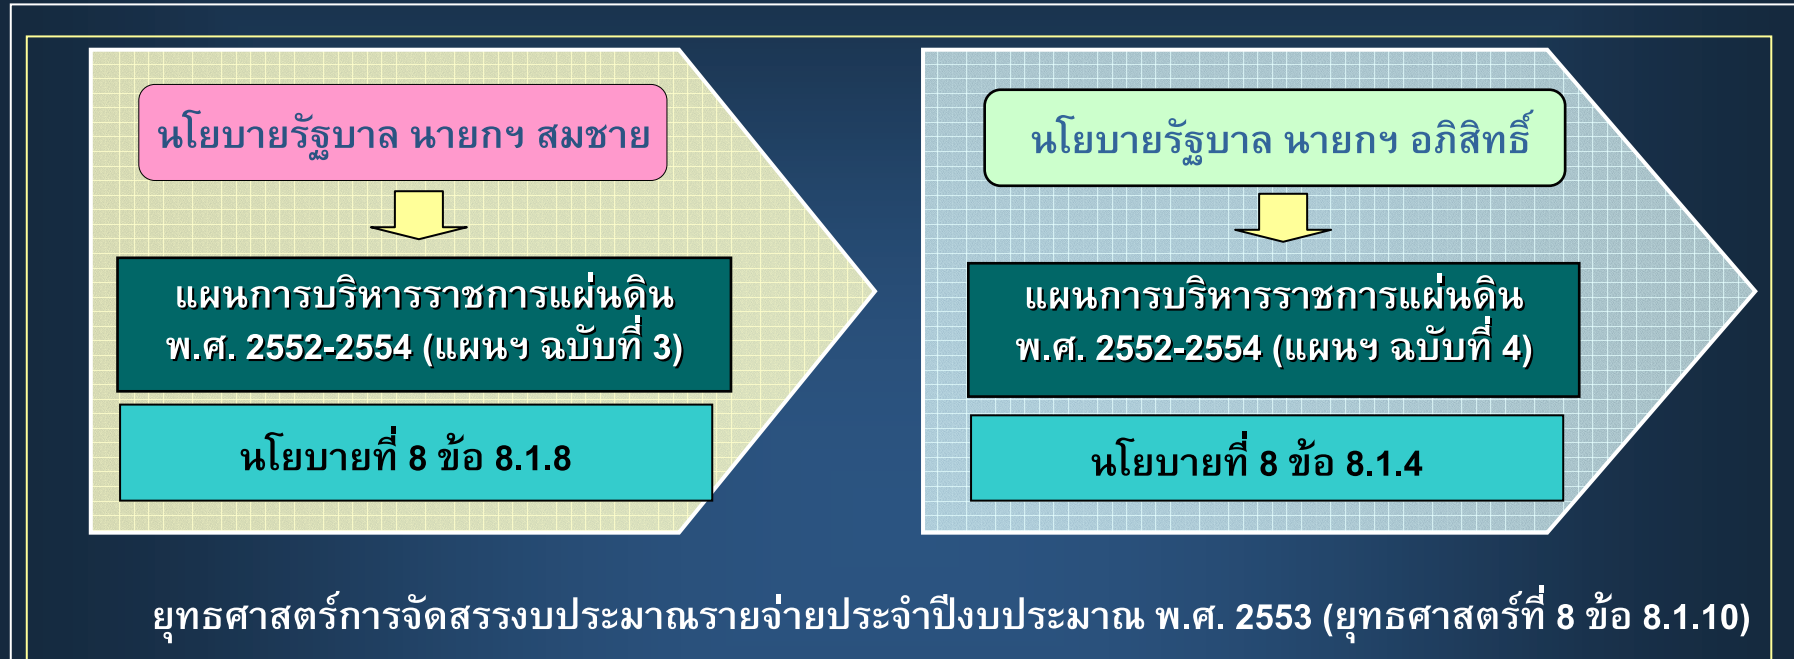 นโยบายรัฐบาล นายกฯ สมชาย
แผนการบริหารราชการแผ่นดิน
พ.ศ. 2552-2554 (แผนฯ ฉบับที่ 3)
นโยบายที่ 8 ข้อ 8.1.8
นโยบายรัฐบาล นายกฯ อภิสิทธิ์
แผนการบริหารราชการแผ่นดิน
พ.ศ. 2552-2554 (แผนฯ ฉบับที่ 4)
นโยบายที่ 8 ข้อ 8.1.4
ยุทธศาสตร์การจัดสรรงบประมาณรายจ่ายประจำปีงบประมาณ พ.ศ. 2553 (ยุทธศาสตร์ที่ 8 ข้อ 8.1.10)